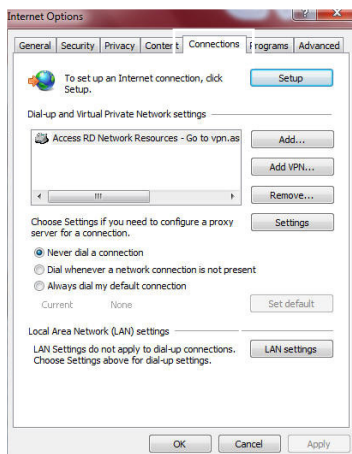 Internet Options
General Security Privacy Content Connections Programs Advanced
To set up an Internet connection, click
Setup.
Setup
Dial-up and Virtual Private Network settings
Access RD Network Resources - Go to vpn.as
Add...
Add VPN...
Remove...
Choose Settings if you need to configure a proxy
server for a connection.
Settings
Never dial a connection
Dial whenever a network connection is not present
Always dial my default connection
Current None
Set default
Local Area Network (LAN) settings
LAN Settings do not apply to dial-up connections.
Choose Settings above for dial-up settings.
LAN settings
OK Cancel Apply